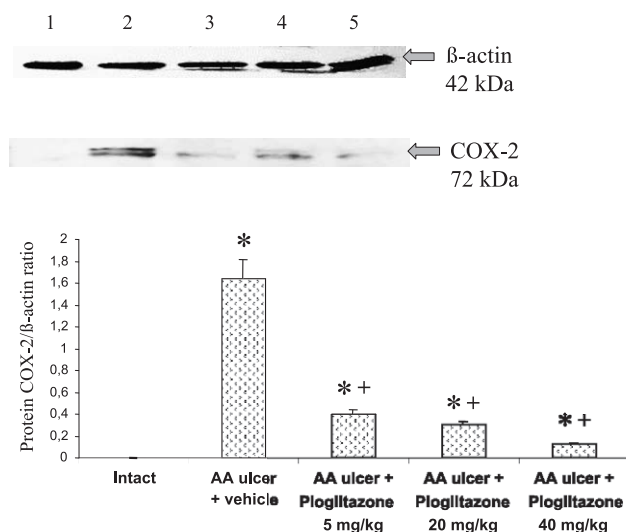 1 2 3 4 5
ß-actin
42 kDa
COX-2
72 kDa
Protein COX-2/ß-actin ratio
2
1,8
1,6
1,4
1,2
1
0,8
0,6
0,4
0,2
0
*
* +
* +
* +
Intact
AA ulcer
+ vehicle
AA ulcer +
Pioglitazone
5 mg/kg
AA ulcer +
Pioglitazone
20 mg/kg
AA ulcer +
Pioglitazone
40 mg/kg